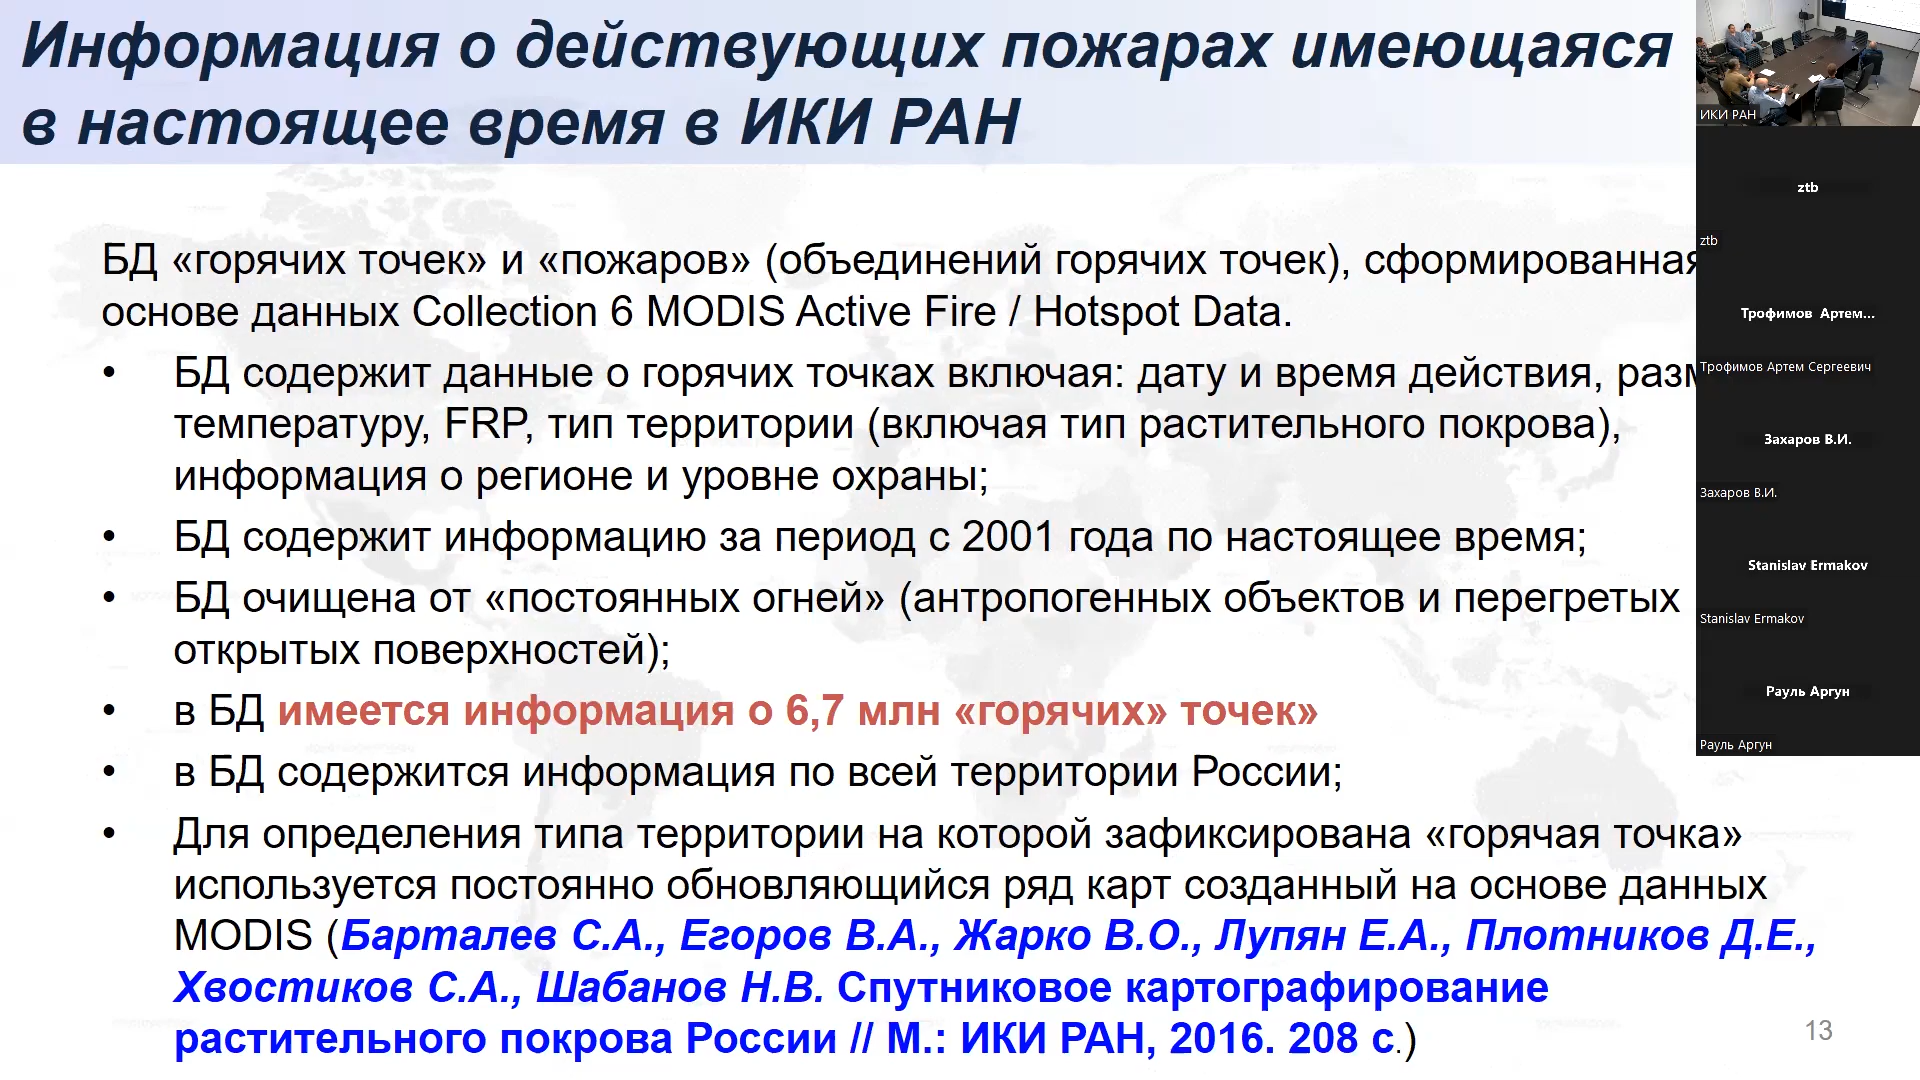 Информация о действующих пожарах имеющаяся
в настоящее время в ИКИ РАН
БД «горячих точек» и «пожаров» (объединений горячих точек), сформированная
основе данных Collection 6 MODIS Active Fire / Hotspot Data.
• БД содержит данные о горячих точках включая: дату и время действия,
температуру, FRP, тип территории (включая тип растительного покрова),
информация о регионе и уровне охраны;
• БД содержит информацию за период с 2001 года по настоящее время;
• БД очищена от «постоянных огней» (антропогенных объектов и перегретых
открытых поверхностей);
• в БД имеется информация о 6,7 млн «горячих» точек»
• в БД содержится информация по всей территории России;
• Для определения типа территории на которой зафиксирована «горячая точка»
используется постоянно обновляющийся ряд карт созданный на основе данных
MODIS (Барталев С.А., Егоров В.А., Жарко В.О., Лупян Е.А., Плотников Д.Е.,
Хвостиков С.А., Шабанов Н.В. Спутниковое картографирование
растительного покрова России // М.: ИКИ РАН, 2016. 208 с.)
13
ИКИ РАН
ztb
ztb
Трофимов Артем...
Трофимов Артем Сергеевич
Захаров В.И.
Захаров В.И.
Stanislav Ermakov
Stanislav Ermakov
Рауль Аргун
Рауль Аргун